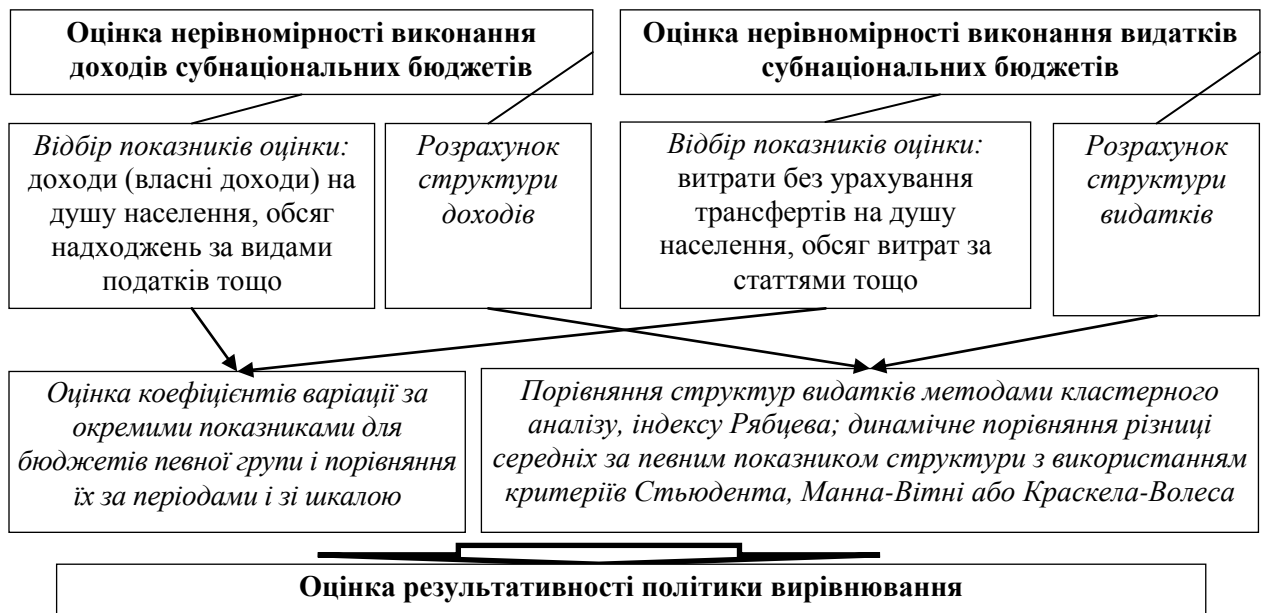 Оцінка нерівномірності виконання
доходів субнаціональних бюджетів
Оцінка нерівномірності виконання видатків
субнаціональних бюджетів
Відбір показників оцінки:
доходи (власні доходи) на
душу населення, обсяг
надходжень за видами
податків тощо
Розрахунок
структури
доходів
Відбір показників оцінки:
витрати без урахування
трансфертів на душу
населення, обсяг витрат за
статтями тощо
Розрахунок
структури
видатків
Оцінка коефіцієнтів варіації за
окремими показниками для
бюджетів певної групи і порівняння
їх за періодами і зі шкалою
Порівняння структур видатків методами кластерного
аналізу, індексу Рябцева; динамічне порівняння різниці
середніх за певним показником структури з використанням
критеріїв Стьюдента, Манна-Вітні або Краскела-Волеса
Оцінка результативності політики вирівнювання